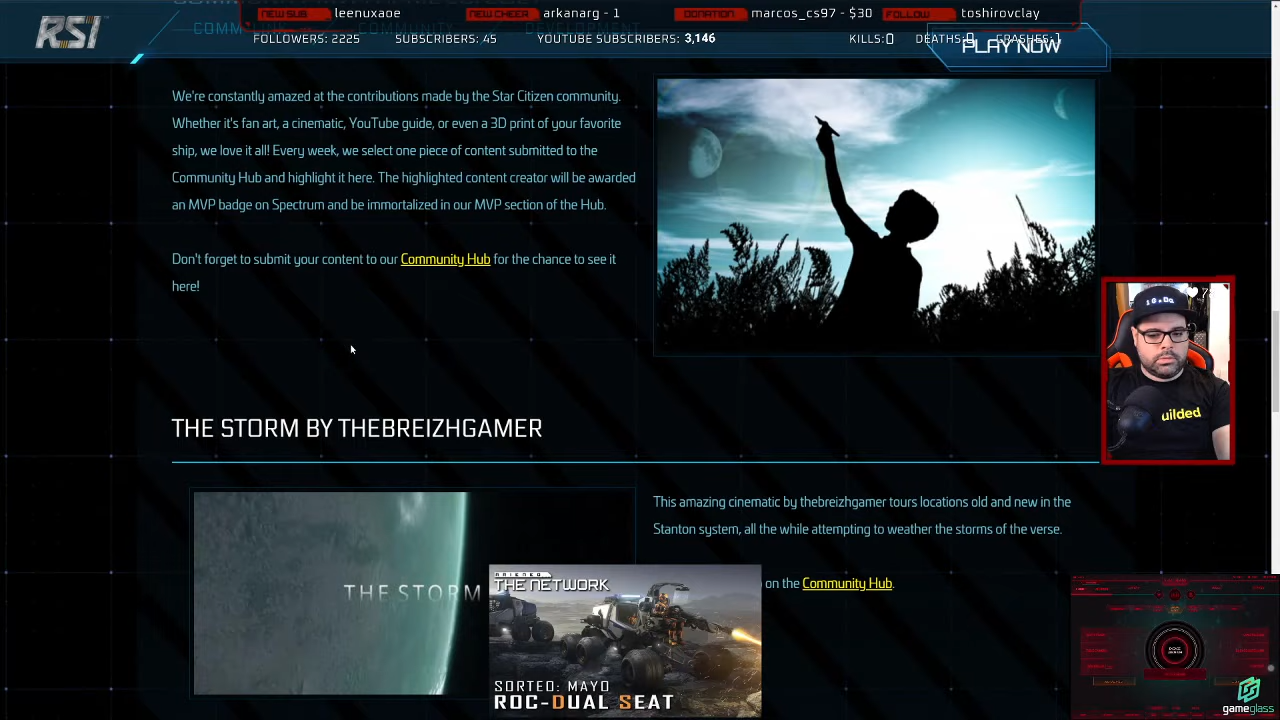 NEW SUB leenuxaoe NEW CHEER arkanarg - 1 DONATION marcos_cs97 - $30 FOLLOW toshirovclay
FOLLOWERS: 2225 SUBSCRIBERS: 45 YOUTUBE SUBSCRIBERS: 3,146 KILLS:0 DEATHS:0 CRASHES:1
RSI
PLAY NOW
We're constantly amazed at the contributions made by the Star Citizen community.
Whether it's fan art, a cinematic, YouTube guide, or even a 3D print of your favorite
ship, we love it all! Every week, we select one piece of content submitted to the
Community Hub and highlight it here. The highlighted content creator will be awarded
an MVP badge on Spectrum and be immortalized in our MVP section of the Hub.
Don't forget to submit your content to our Community Hub for the chance to see it
here!
uilded
THE STORM BY THEBREIZHGAMER
This amazing cinematic by thebreizhgamer tours locations old and new in the
Stanton system, all the while attempting to weather the storms of the verse.
on the Community Hub.
THE STORM
THE NETWORK
SORTED: MAYO
ROC-DUAL SEAT
gameglass